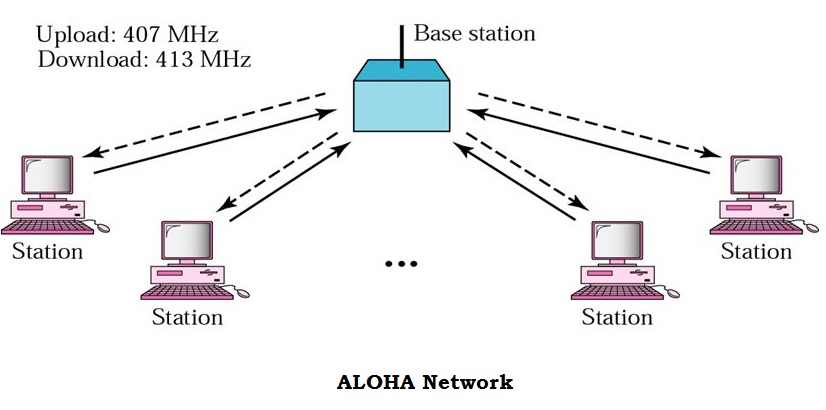 Upload: 407 MHz
Download: 413 MHz
Base station
Station
Station
Station
Station
...
ALOHA Network